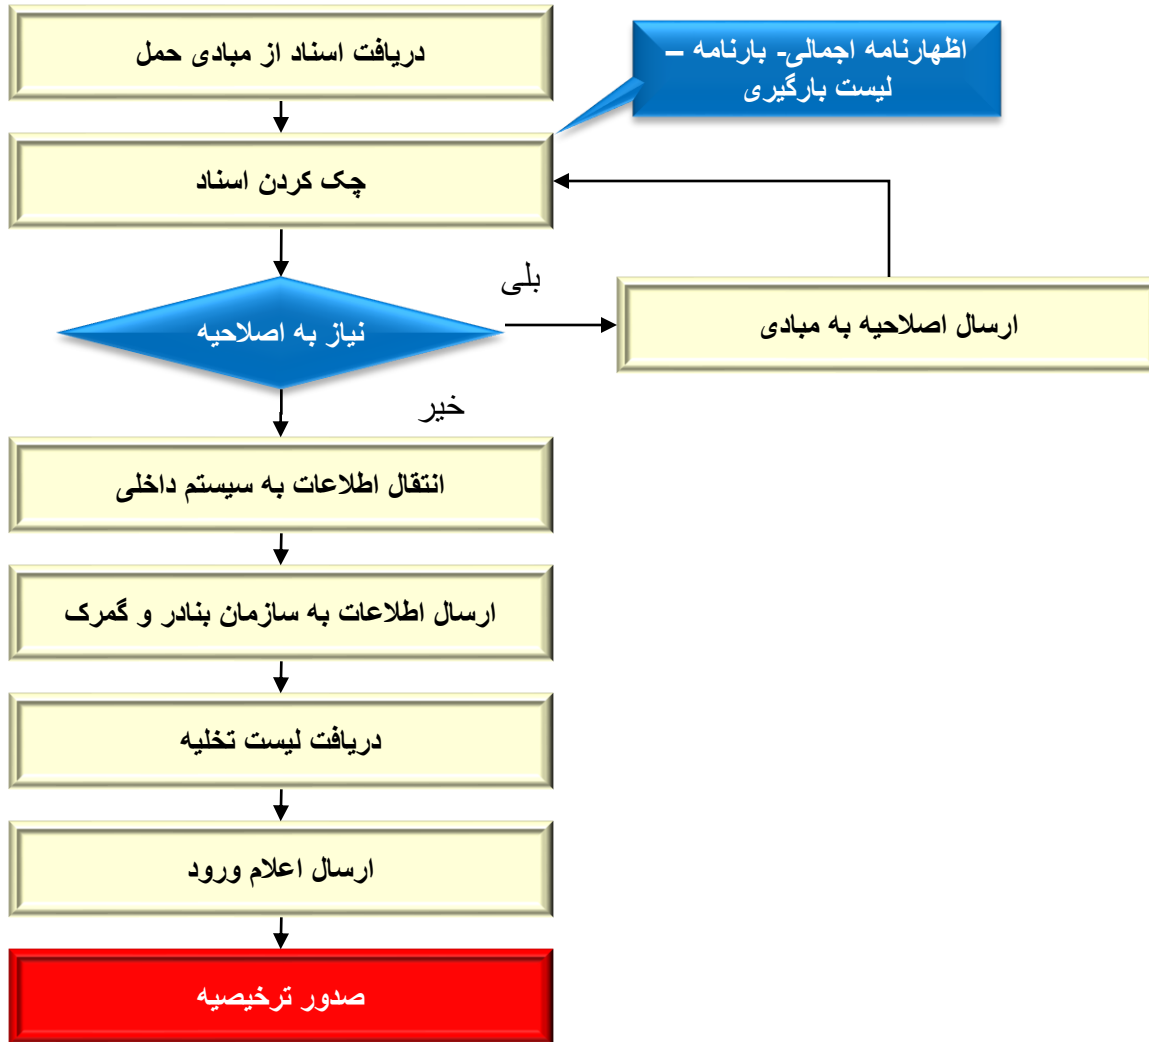 دریافت اسناد از مبادی حمل
اظهارنامه اجمالی- بارنامه –
لیست بارگیری
چک کردن اسناد
بلی
نیاز به اصلاحیه
ارسال اصلاحیه به مبادی
خیر
انتقال اطلاعات به سیستم داخلی
ارسال اطلاعات به سازمان بنادر و گمرک
دریافت لیست تخلیه
ارسال اعلام ورود
صدور ترخیصیه